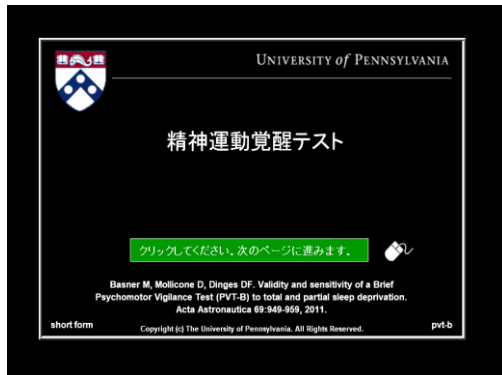 UNIVERSITY of PENNSYLVANIA
精神運動覚醒テスト
クリックしてください。次のページに進みます。
Basner M, Mollicone D, Dinges DF. Validity and sensitivity of a Brief
Psychomotor Vigilance Test (PVT-B) to total and partial sleep deprivation.
Acta Astronautica 69:949-959, 2011.
short form
Copyright (c) The University of Pennsylvania. All Rights Reserved.
pvt-b